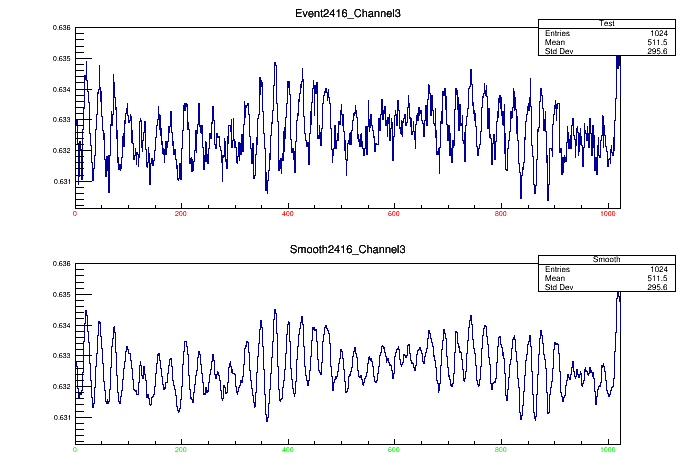 Event2416_Channel3
Test
Entries 1024
Mean 511.5
Std Dev 295.6
0.636
0.635
0.634
0.633
0.632
0.631
0 200 400 600 800 1000
Smooth2416_Channel3
Smooth
Entries 1024
Mean 511.5
Std Dev 295.6
0.636
0.635
0.634
0.633
0.632
0.631
0 200 400 600 800 1000